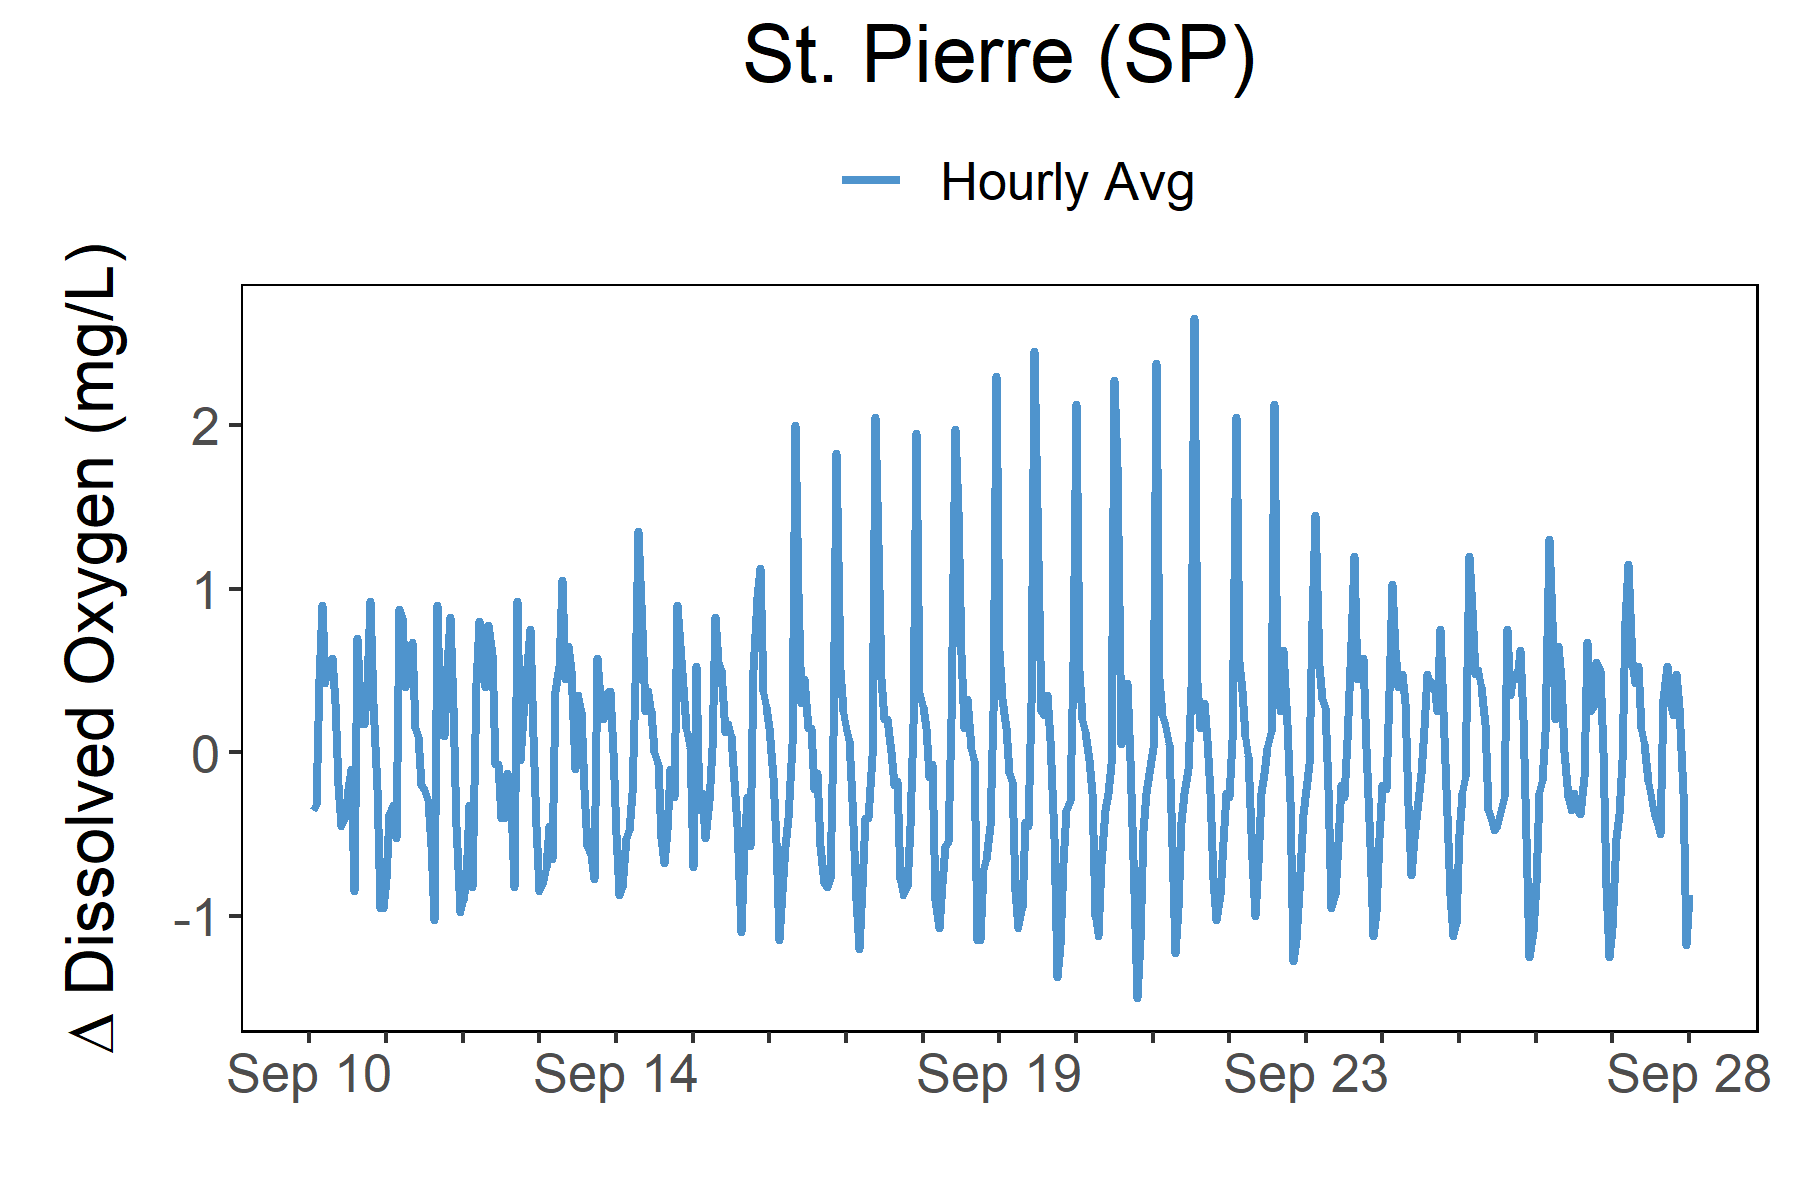 St. Pierre (SP)
Hourly Avg
Δ Dissolved Oxygen (mg/L)
2
1
0
-1
Sep 10 Sep 14 Sep 19 Sep 23 Sep 28